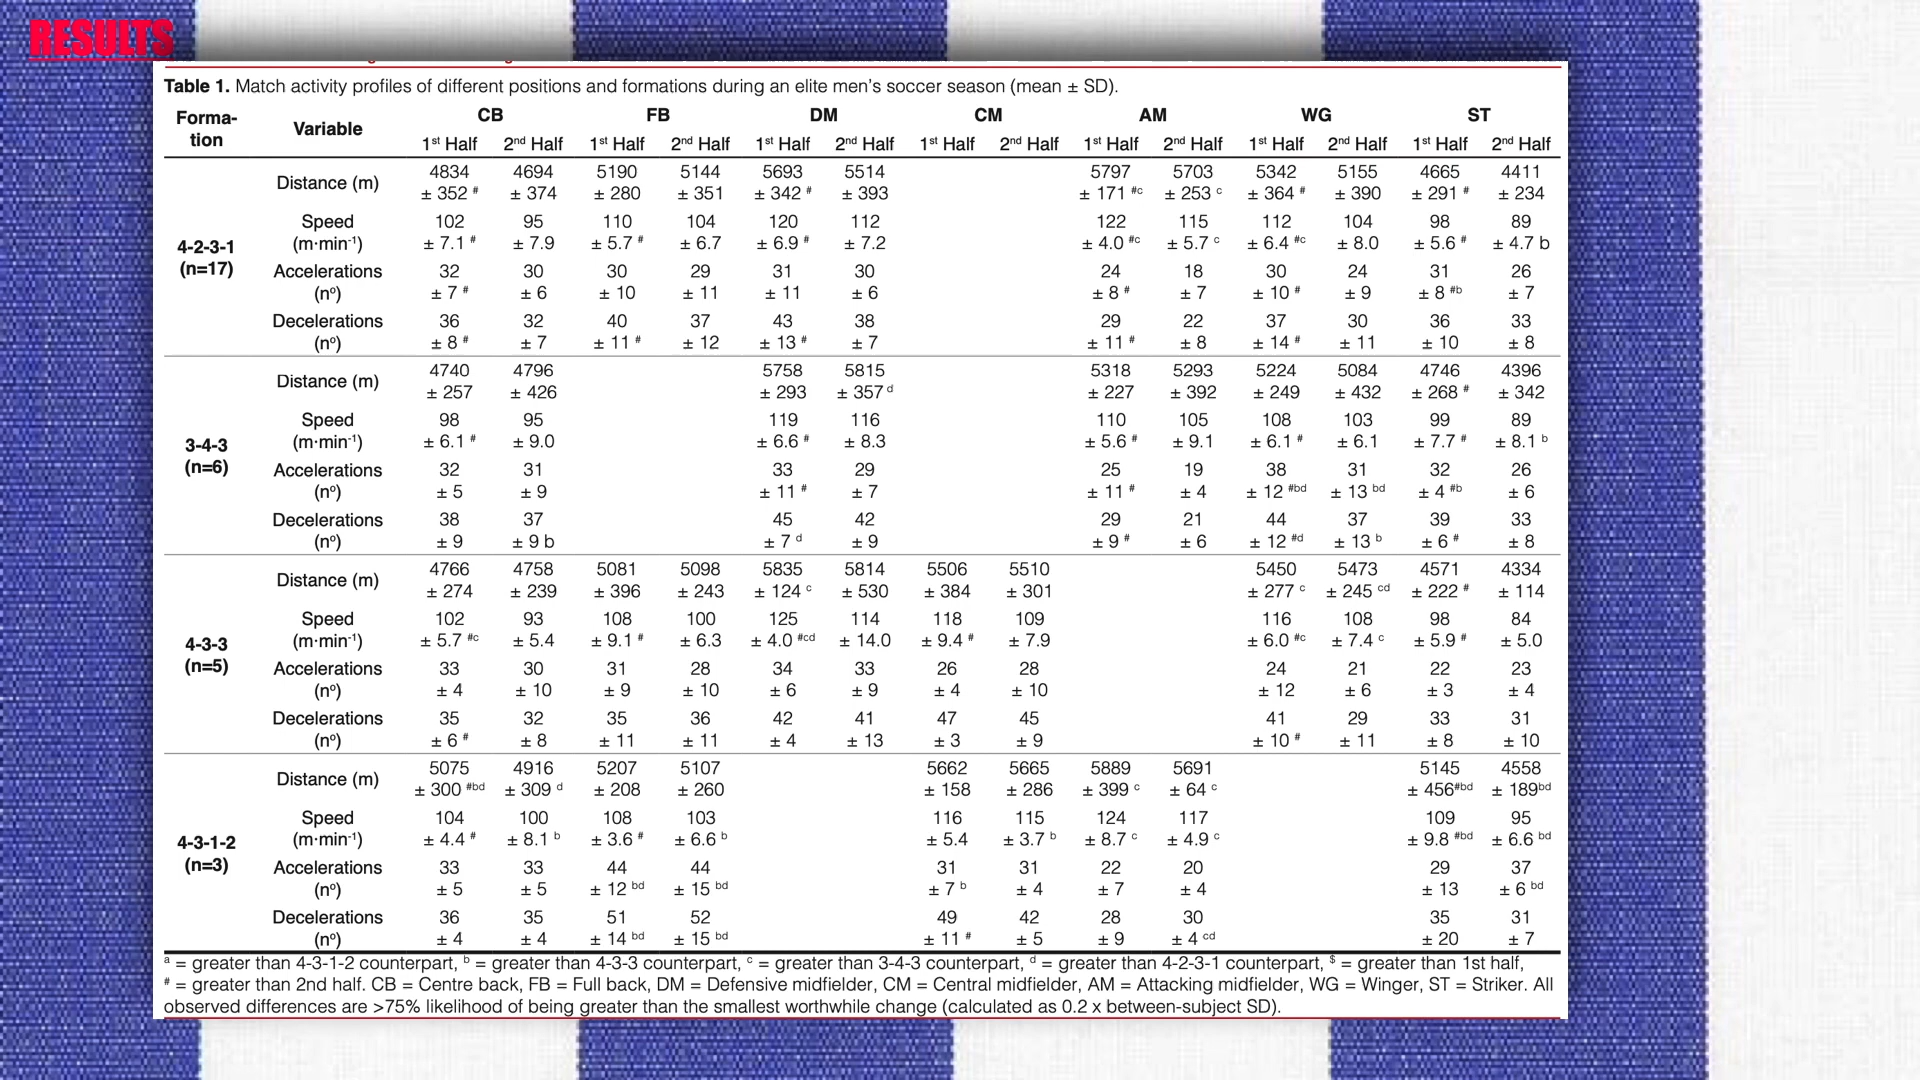 RESULTS
Table 1. Match activity profiles of different positions and formations during an elite men's soccer season (mean ± SD).
Forma- CB FB DM CM AM WG ST
tion Variable
1st Half 2nd Half 1st Half 2nd Half 1st Half 2nd Half 1st Half 2nd Half 1st Half 2nd Half 1st Half 2nd Half 1st Half 2nd Half
4834 4694 5190 5144 5693 5514 5797 5703 5342 5155 4665 4411
Distance (m)
± 352 # ± 374 ± 280 ± 351 ± 342 # ± 393 ± 171 #c ± 253 c ± 364 # ± 390 ± 291 # ± 234
Speed 102 95 110 104 120 112 122 115 112 104 98 89
(m·min-1) ± 7.1 # ± 7.9 ± 5.7 # ± 6.7 ± 6.9 # ± 7.2 ± 4.0 #c ± 5.7 c ± 6.4 #c ± 8.0 ± 5.6 # ± 4.7 b
4-2-3-1
(n=17)
Accelerations 32 30 30 29 31 30 24 18 30 24 31 26
(nº) ± 7 # ± 6 ± 10 ± 11 ± 11 ± 6 ± 8 # ± 7 ± 10 # ± 9 ± 8 #b ± 7
Decelerations 36 32 40 37 43 38 29 22 37 30 36 33
(nº) ± 8 # ± 7 ± 11 # ± 12 ± 13 # ± 7 ± 11 # ± 8 ± 14 # ± 11 ± 10 ± 8
4740 4796 5758 5815 5318 5293 5224 5084 4746 4396
Distance (m)
± 257 ± 426 ± 293 ± 357 d ± 227 ± 392 ± 249 ± 432 ± 268 # ± 342
Speed 98 95 119 116 110 105 108 103 99 89
(m·min-1) ± 6.1 # ± 9.0 ± 6.6 # ± 8.3 ± 5.6 # ± 9.1 ± 6.1 # ± 6.1 ± 7.7 # ± 8.1 b
3-4-3
(n=6)
Accelerations 32 31 33 29 25 19 38 31 32 26
(nº) ± 5 ± 9 ± 11 # ± 7 ± 11 # ± 4 ± 12 #bd ± 13 bd ± 4 #b ± 6
Decelerations 38 37 45 42 29 21 44 37 39 33
(nº) ± 9 ± 9 b ± 7 d ± 9 ± 9 # ± 6 ± 12 #d ± 13 b ± 6 # ± 8
4766 4758 5081 5098 5835 5814 5506 5510 5450 5473 4571 4334
Distance (m)
± 274 ± 239 ± 396 ± 243 ± 124 c ± 530 ± 384 ± 301 ± 277 c ± 245 cd ± 222 # ± 114
Speed 102 93 108 100 125 114 118 109 116 108 98 84
(m·min-1) ± 5.7 #c ± 5.4 ± 9.1 # ± 6.3 ± 4.0 #cd ± 14.0 ± 9.4 # ± 7.9 ± 6.0 #c ± 7.4 c ± 5.9 # ± 5.0
4-3-3
(n=5)
Accelerations 33 30 31 28 34 33 26 28 24 21 22 23
(nº) ± 4 ± 10 ± 9 ± 10 ± 6 ± 9 ± 4 ± 10 ± 12 ± 6 ± 3 ± 4
Decelerations 35 32 35 36 42 41 47 45 41 29 33 31
(nº) ± 6 # ± 8 ± 11 ± 11 ± 4 ± 13 ± 3 ± 9 ± 10 # ± 11 ± 8 ± 10
5075 4916 5207 5107 5662 5665 5889 5691 5145 4558
Distance (m)
± 300 #bd ± 309 d ± 208 ± 260 ± 158 ± 286 ± 399 c ± 64 c ± 456#bd ± 189bd
Speed 104 100 108 103 116 115 124 117 109 95
(m·min-1) ± 4.4 # ± 8.1 b ± 3.6 # ± 6.6 b ± 5.4 ± 3.7 b ± 8.7 c ± 4.9 c ± 9.8 #bd ± 6.6 bd
4-3-1-2
(n=3)
Accelerations 33 33 44 44 31 31 22 20 29 37
(nº) ± 5 ± 5 ± 12 bd ± 15 bd ± 7 b ± 4 ± 7 ± 4 ± 13 ± 6 bd
Decelerations 36 35 51 52 49 42 28 30 35 31
(nº) ± 4 ± 4 ± 14 bd ± 15 bd ± 11 # ± 5 ± 9 ± 4 cd ± 20 ± 7
a = greater than 4-3-1-2 counterpart, b = greater than 4-3-3 counterpart, c = greater than 3-4-3 counterpart, d = greater than 4-2-3-1 counterpart, $ = greater than 1st half,
# = greater than 2nd half. CB = Centre back, FB = Full back, DM = Defensive midfielder, CM = Central midfielder, AM = Attacking midfielder, WG = Winger, ST = Striker. All
observed differences are >75% likelihood of being greater than the smallest worthwhile change (calculated as 0.2 x between-subject SD).